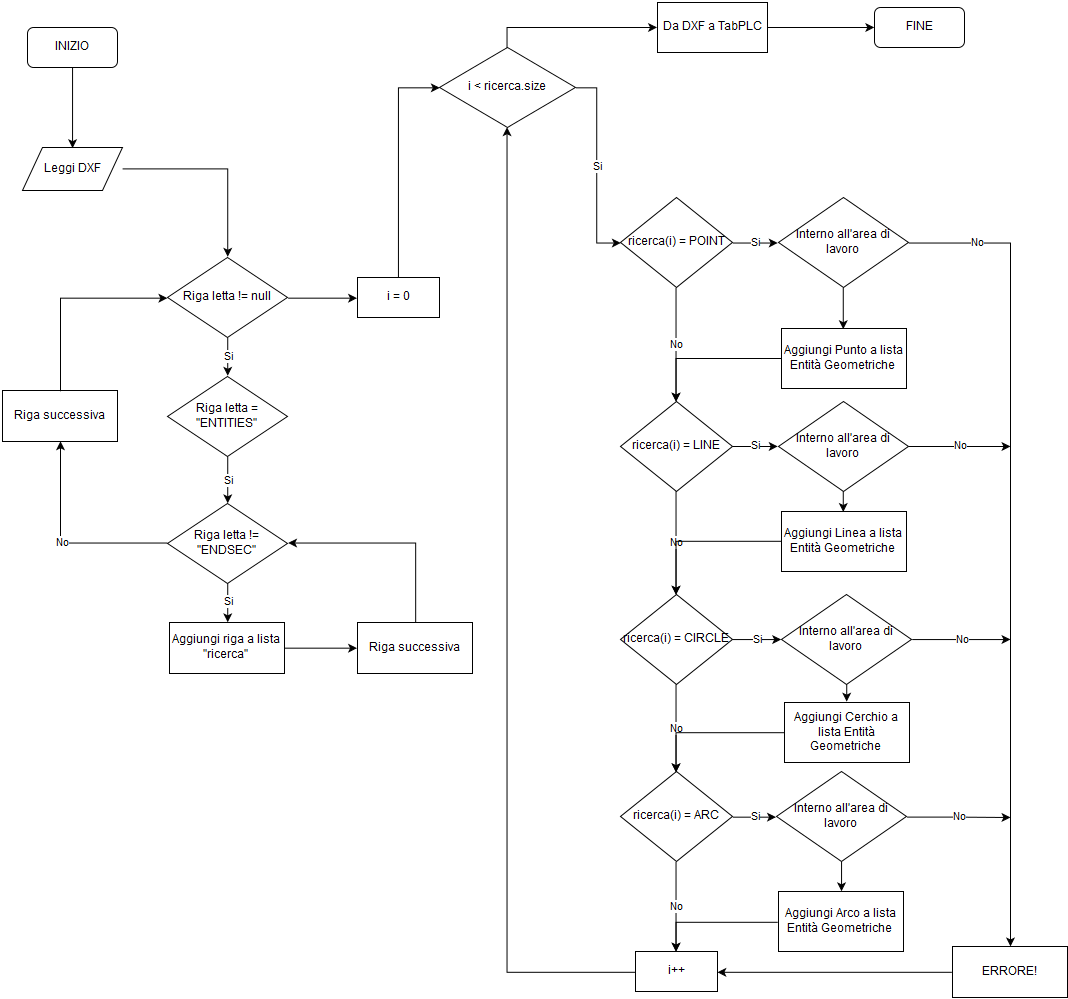 INIZIO
Leggi DXF
Riga letta != null
i = 0
Si
Riga letta =
"ENTITIES"
Riga successiva
Si
Riga letta !=
"ENDSEC"
No
Si
Aggiungi riga a lista
"ricerca"
Riga successiva
i < ricerca.size
Da DXF a TabPLC
FINE
Si
ricerca(i) = POINT
Si
Interno all'area di
lavoro
No
Aggiungi Punto a lista
Entità Geometriche
No
ricerca(i) = LINE
Si
Interno all'area di
lavoro
No
Aggiungi Linea a lista
Entità Geometriche
No
ricerca(i) = CIRCLE
Si
Interno all'area di
lavoro
No
Aggiungi Cerchio a
lista Entità
Geometriche
No
ricerca(i) = ARC
Si
Interno all'area di
lavoro
No
Aggiungi Arco a lista
Entità Geometriche
No
i++
ERRORE!